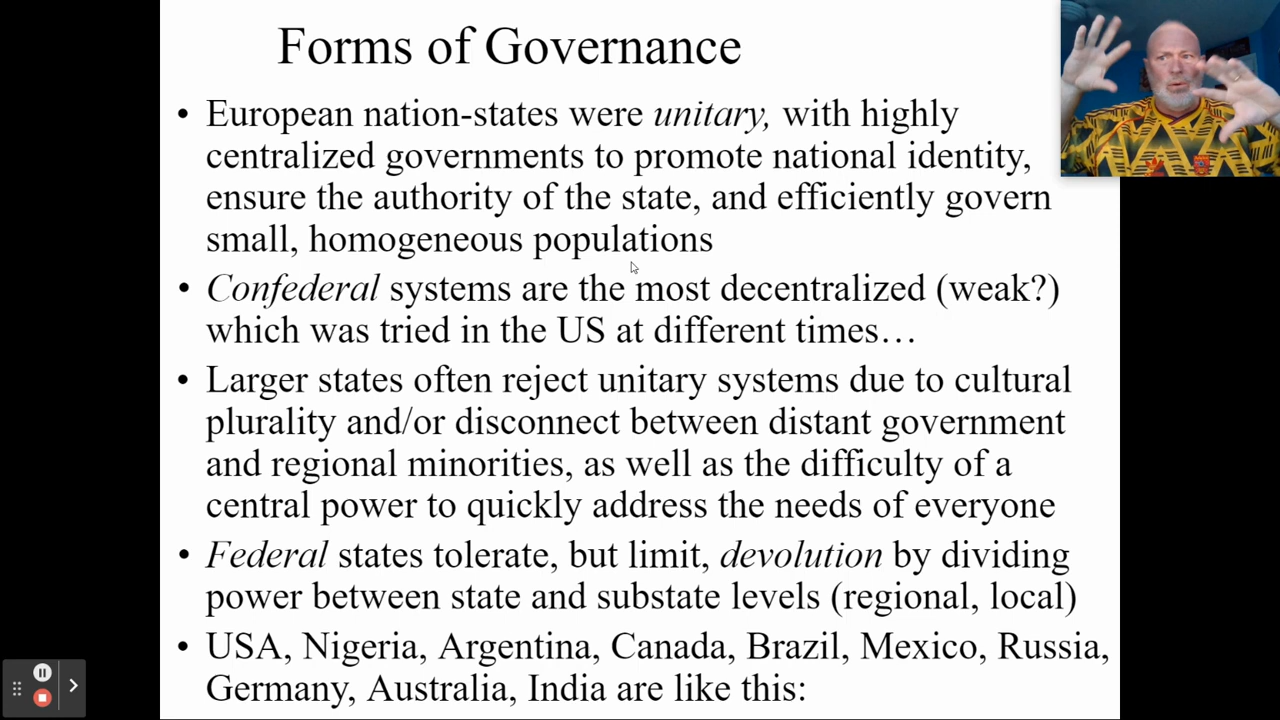 Forms of Governance
• European nation-states were unitary, with highly
centralized governments to promote national identity,
ensure the authority of the state, and efficiently govern
small, homogeneous populations
• Confederal systems are the most decentralized (weak?)
which was tried in the US at different times…
• Larger states often reject unitary systems due to cultural
plurality and/or disconnect between distant government
and regional minorities, as well as the difficulty of a
central power to quickly address the needs of everyone
• Federal states tolerate, but limit, devolution by dividing
power between state and substate levels (regional, local)
• USA, Nigeria, Argentina, Canada, Brazil, Mexico, Russia,
Germany, Australia, India are like this: